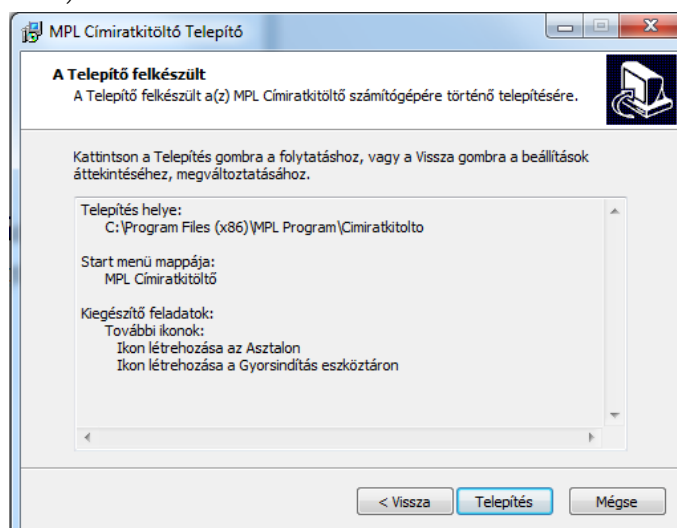 MPL Címiratkitöltő Telepítő
A Telepítő felkészült
A Telepítő felkészült a(z) MPL Címiratkitöltő számítógépére történő telepítésére.
Kattintson a Telepítés gombra a folytatáshoz, vagy a Vissza gombra a beállítások
áttekintéséhez, megváltoztatásához.
Telepítés helye:
C:\Program Files (x86)\MPL Program\Cimiratkitolto
Start menü mappája:
MPL Címiratkitöltő
Kiegészítő feladatok:
További ikonok:
Ikon létrehozása az Asztalon
Ikon létrehozása a Gyorsindítás eszköztáron
< Vissza
Telepítés
Mégse